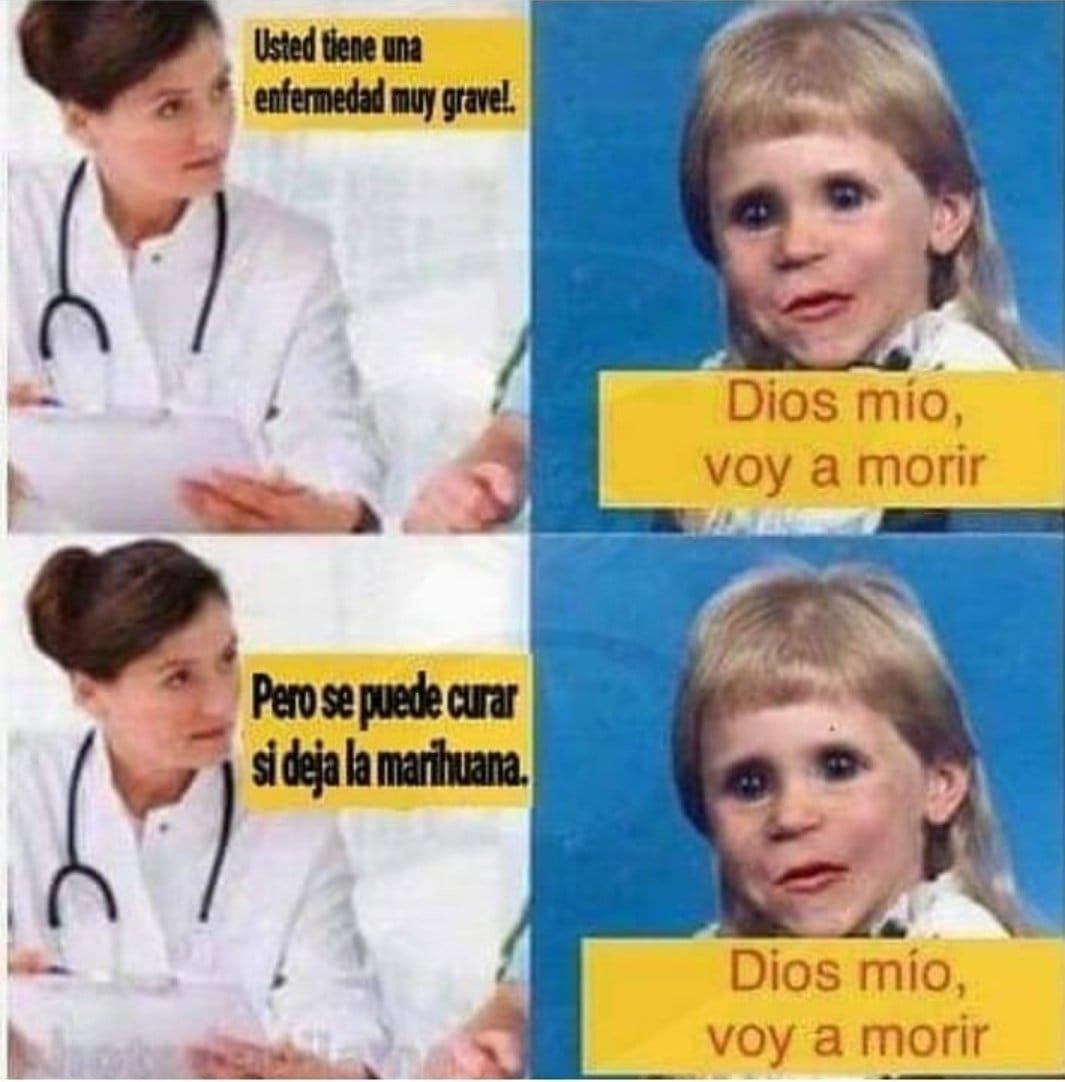 Usted tiene una
enfermedad muy grave!.
Dios mío,
voy a morir
Pero se puede curar
si deja la marihuana.
Dios mío,
voy a morir